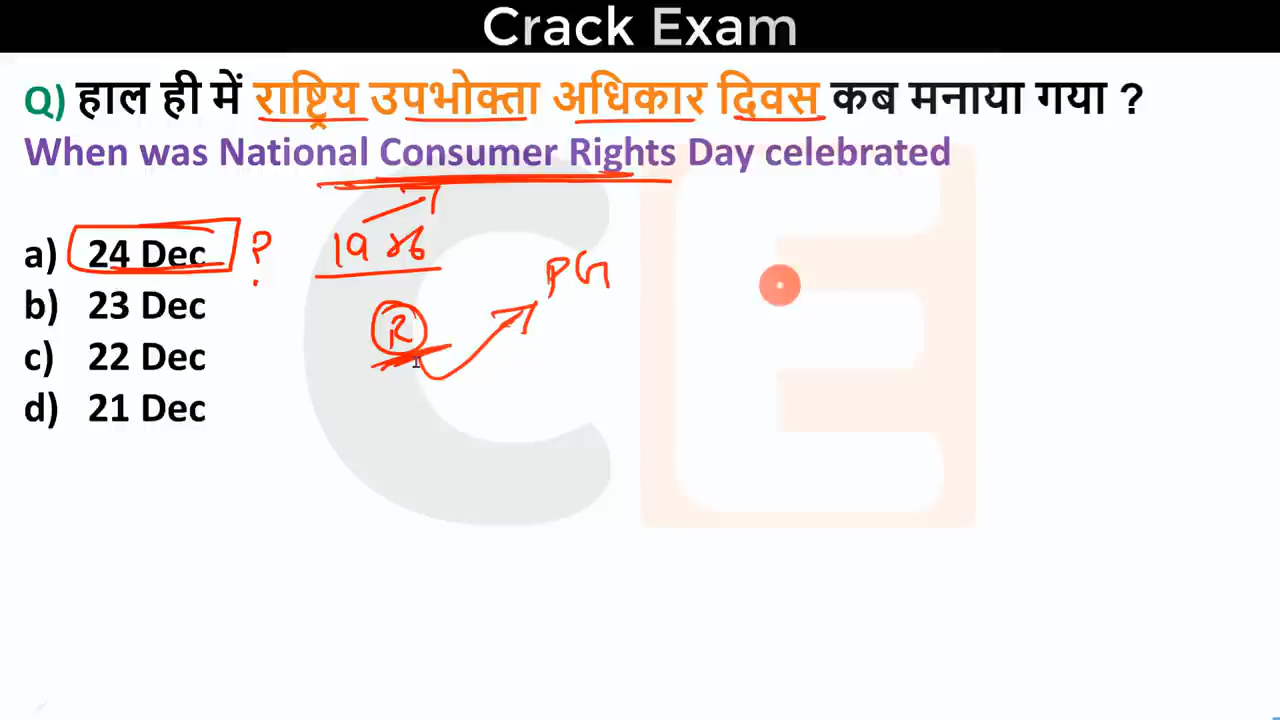 Crack Exam
Q) हाल ही में राष्ट्रिय उपभोक्ता अधिकार दिवस कब मनाया गया ?
When was National Consumer Rights Day celebrated
a) 24 Dec ?
1986
b) 23 Dec
PG
R
c) 22 Dec
d) 21 Dec
CE